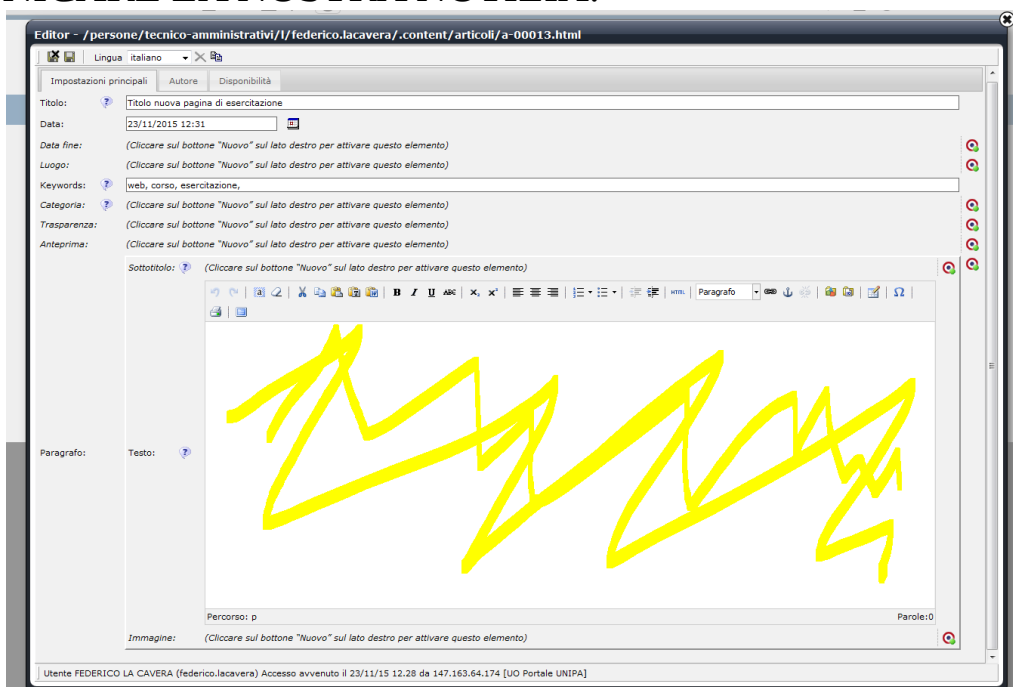 Editor - /persone/tecnico-amministrativi/l/federico.lacavera/.content/articoli/a-00013.html
Lingua italiano
Impostazioni principali Autore Disponibilità
Titolo: Titolo nuova pagina di esercitazione
Data: 23/11/2015 12:31
Data fine: (Cliccare sul bottone "Nuovo" sul lato destro per attivare questo elemento)
Luogo: (Cliccare sul bottone "Nuovo" sul lato destro per attivare questo elemento)
Keywords: web, corso, esercitazione,
Categoria: (Cliccare sul bottone "Nuovo" sul lato destro per attivare questo elemento)
Trasparenza: (Cliccare sul bottone "Nuovo" sul lato destro per attivare questo elemento)
Anteprima: (Cliccare sul bottone "Nuovo" sul lato destro per attivare questo elemento)
Sottotitolo: (Cliccare sul bottone "Nuovo" sul lato destro per attivare questo elemento)
B I U ABC x₂ x² HTML Paragrafo Ω
Paragrafo: Testo:
Percorso: p Parole:0
Immagine: (Cliccare sul bottone "Nuovo" sul lato destro per attivare questo elemento)
Utente FEDERICO LA CAVERA (federico.lacavera) Accesso avvenuto il 23/11/15 12.28 da 147.163.64.174 [UO Portale UNIPA]